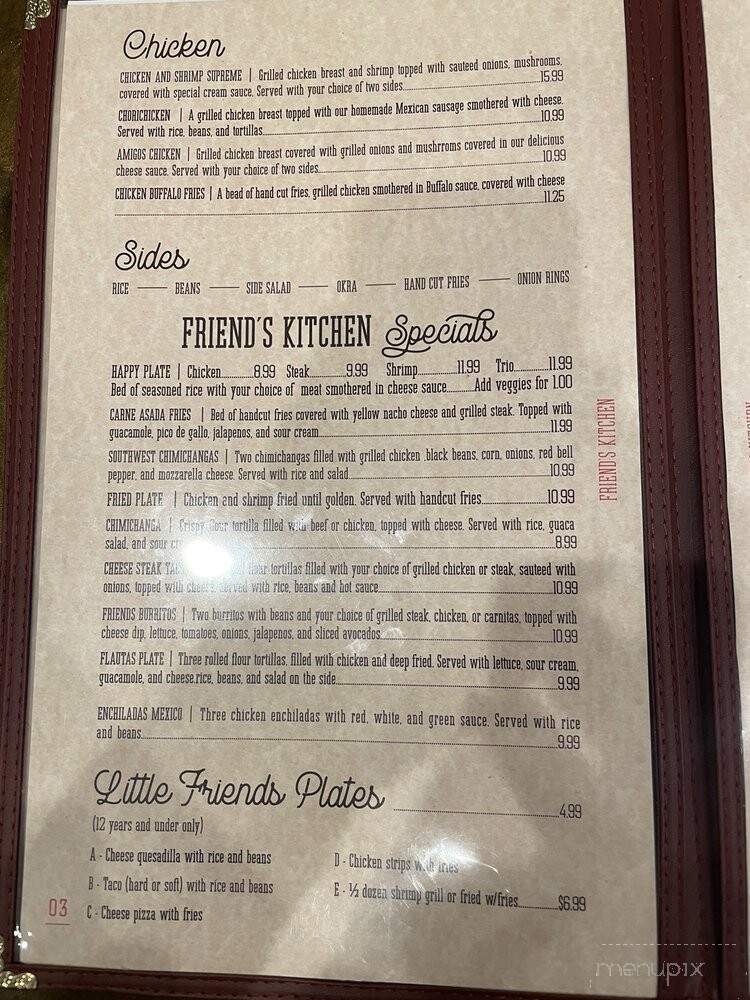 Chicken
CHICKEN AND SHRIMP SUPREME | Grilled chicken breast and shrimp topped with sauteed onions, mushrooms,
covered with special cream sauce. Served with your choice of two sides 15.99
CHORICHICKEN | A grilled chicken breast topped with our homemade Mexican sausage smothered with cheese.
Served with rice, beans, and tortillas 10.99
AMIGOS CHICKEN | Grilled chicken breast covered with grilled onions and mushrroms covered in our delicious
cheese sauce. Served with your choice of two sides. 10.99
CHICKEN BUFFALO FRIES | A bead of hand cut fries, grilled chicken smothered in Buffalo sauce, covered with cheese
11.25
Sides
RICE — BEANS — SIDE SALAD — OKRA — HAND CUT FRIES — ONION RINGS
FRIEND'S KITCHEN Specials
HAPPY PLATE | Chicken 8.99 Steak 9.99 Shrimp 11.99 Trio 11.99
Bed of seasoned rice with your choice of meat smothered in cheese sauce Add veggies for 1.00
CARNE ASADA FRIES | Bed of handcut fries covered with yellow nacho cheese and grilled steak. Topped with
guacamole, pico de gallo, jalapenos, and sour cream 11.99
SOUTHWEST CHIMICHANGAS | Two chimichangas filled with grilled chicken ,black beans, corn, onions, red bell
pepper, and mozzarella cheese. Served with rice and salad 10.99
FRIED PLATE | Chicken and shrimp fried until golden. Served with handcut fries 10.99
CHIMICHANGA | Crispy flour tortilla filled with beef or chicken, topped with cheese. Served with rice, guaca
salad, and sour 8.99
CHEESE STEAK flour tortillas filled with your choice of grilled chicken or steak, sauteed with
onions, topped with cheese, served with rice, beans and hot sauce 10.99
FRIENDS BURRITOS | Two burritos with beans and your choice of grilled steak, chicken, or carnitas, topped with
cheese dip, lettuce, tomatoes, onions, jalapenos, and sliced avocados 10.99
FLAUTAS PLATE | Three rolled flour tortillas, filled with chicken and deep fried. Served with lettuce, sour cream,
guacamole, and cheese.rice, beans, and salad on the side 9.99
ENCHILADAS MEXICO | Three chicken enchiladas with red, white, and green sauce. Served with rice
and beans 9.99
Little Friends Plates 4.99
(12 years and under only)
A - Cheese quesadilla with rice and beans
B - Taco (hard or soft) with rice and beans
C - Cheese pizza with fries
D - Chicken strips with fries
E - ½ dozen shrimp grill or fried w/fries $6.99
03
FRIEND'S KITCHEN
menupix